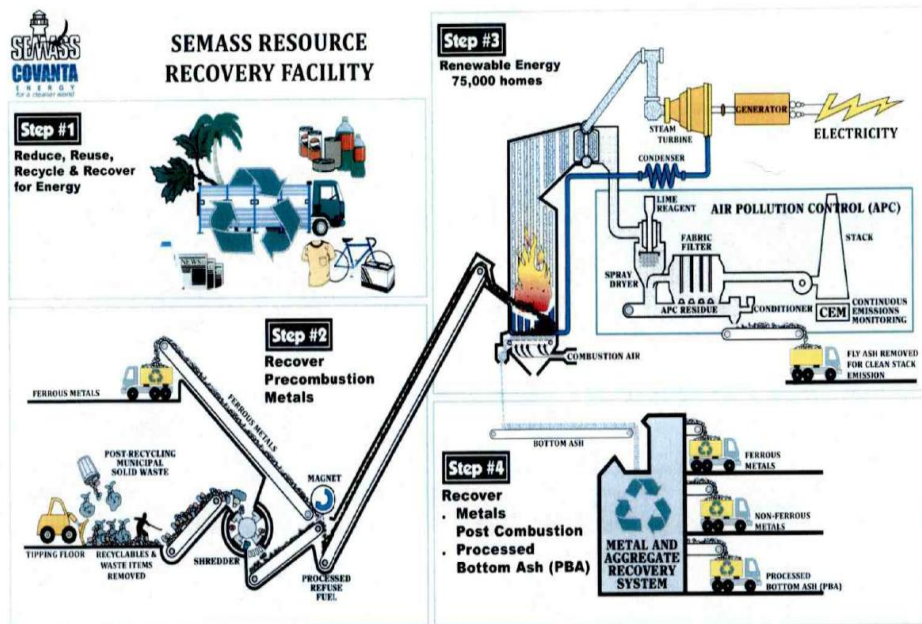 SEMASS
COVANTA
ENERGY
for a cleaner world
SEMASS RESOURCE
RECOVERY FACILITY
Step #1
Reduce, Reuse,
Recycle & Recover
for Energy
NEWS
Step #2
Recover
Precombustion
Metals
FERROUS METALS
FERROUS METALS
POST-RECYCLING
MUNICIPAL
SOLID WASTE
MAGNET
TIPPING FLOOR
RECYCLABLES &
WASTE ITEMS
REMOVED
SHREDDER
PROCESSED
REFUSE
FUEL
Step #3
Renewable Energy
75,000 homes
STEAM
TURBINE
GENERATOR
ELECTRICITY
CONDENSER
LIME
REAGENT
AIR POLLUTION CONTROL (APC)
FABRIC
FILTER
STACK
SPRAY
DRYER
APC RESIDUE
CONDITIONER
CEM
CONTINUOUS
EMISSIONS
MONITORING
COMBUSTION AIR
FLY ASH REMOVED
FOR CLEAN STACK
EMISSION
BOTTOM ASH
Step #4
Recover
. Metals
Post Combustion
. Processed
Bottom Ash (PBA)
METAL AND
AGGREGATE
RECOVERY
SYSTEM
FERROUS
METALS
NON-FERROUS
METALS
PROCESSED
BOTTOM ASH (PBA)